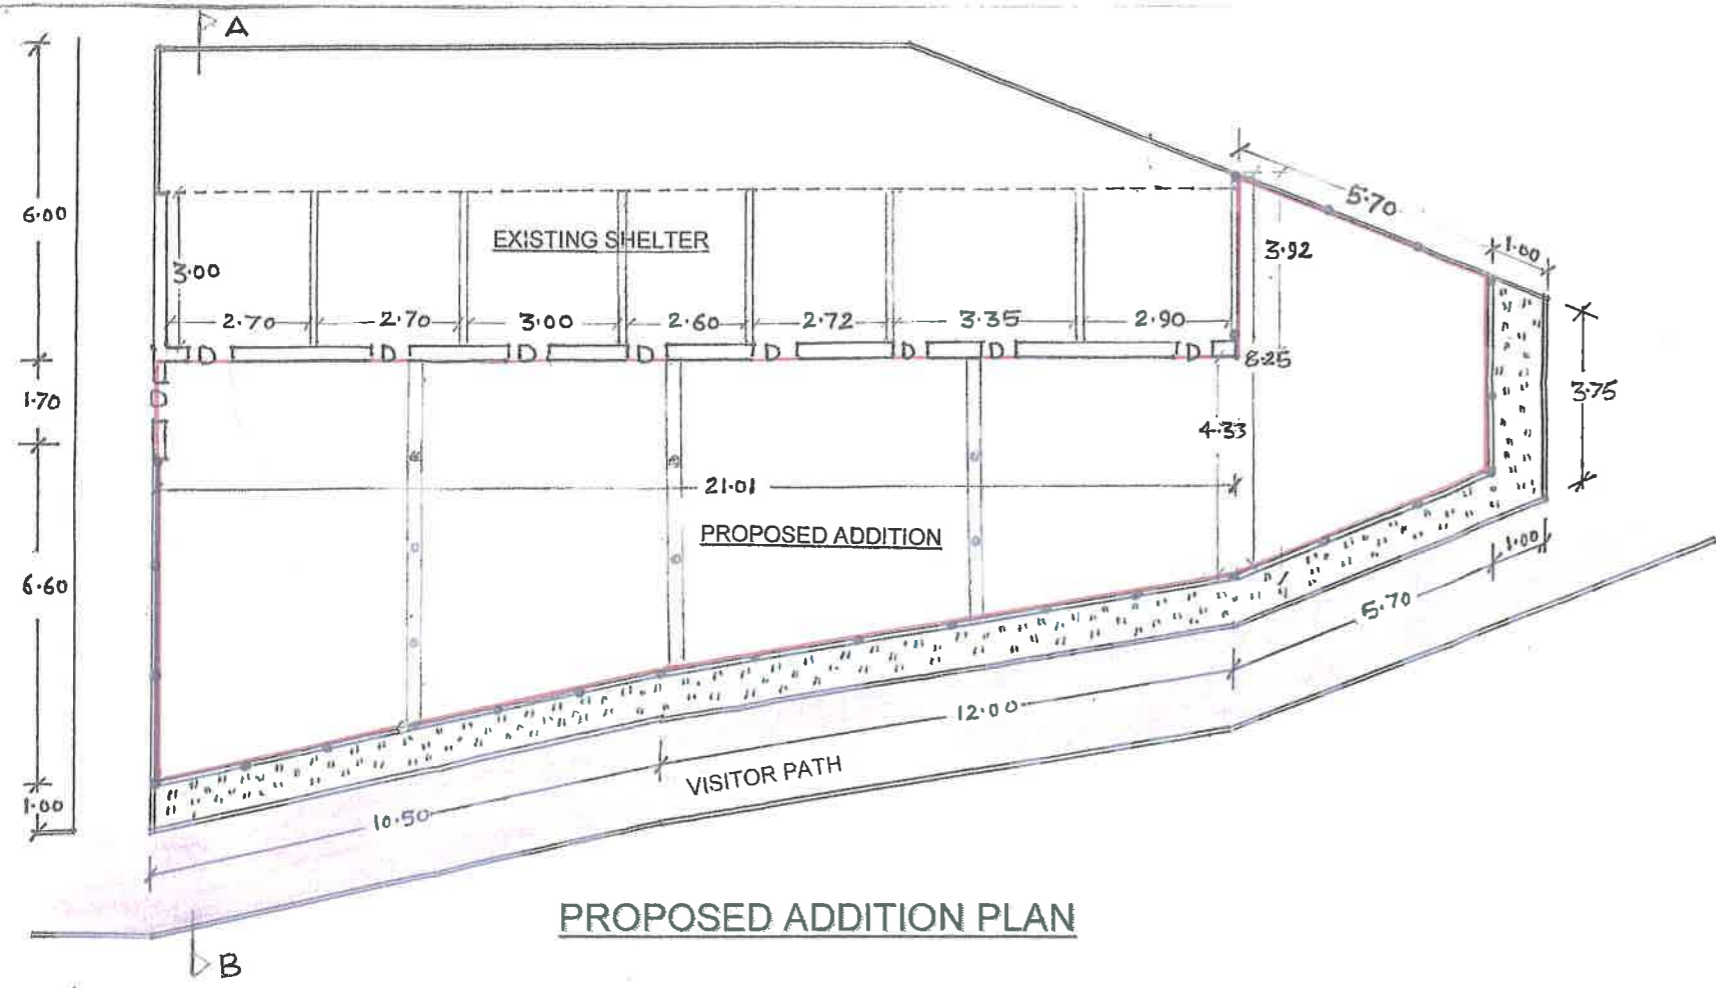 A
5.70
6.00
EXISTING SHELTER
3.92
1.00
3.00
2.70
2.70
3.00
2.60
2.72
3.35
2.90
D
D
D
D
D
D
D
D
8.25
1.70
D
3.75
4.33
21.01
PROPOSED ADDITION
1.00
6.60
5.70
12.00
VISITOR PATH
1.00
10.50
PROPOSED ADDITION PLAN
B